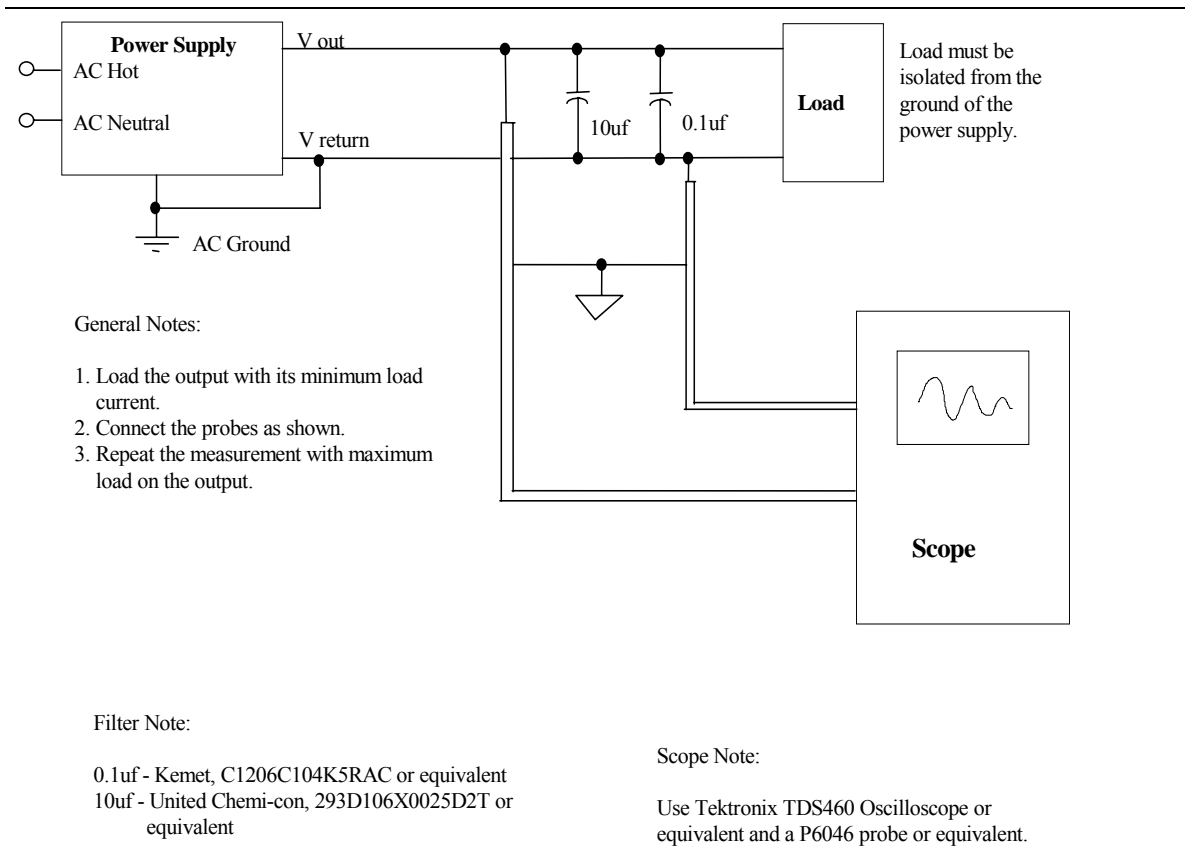 Power Supply
V out
AC Hot
AC Neutral
V return
AC Ground
10uf
0.1uf
Load
Load must be
isolated from the
ground of the
power supply.
General Notes:
1. Load the output with its minimum load
current.
2. Connect the probes as shown.
3. Repeat the measurement with maximum
load on the output.
Scope
Filter Note:
0.1uf - Kemet, C1206C104K5RAC or equivalent
10uf - United Chemi-con, 293D106X0025D2T or
equivalent
Scope Note:
Use Tektronix TDS460 Oscilloscope or
equivalent and a P6046 probe or equivalent.